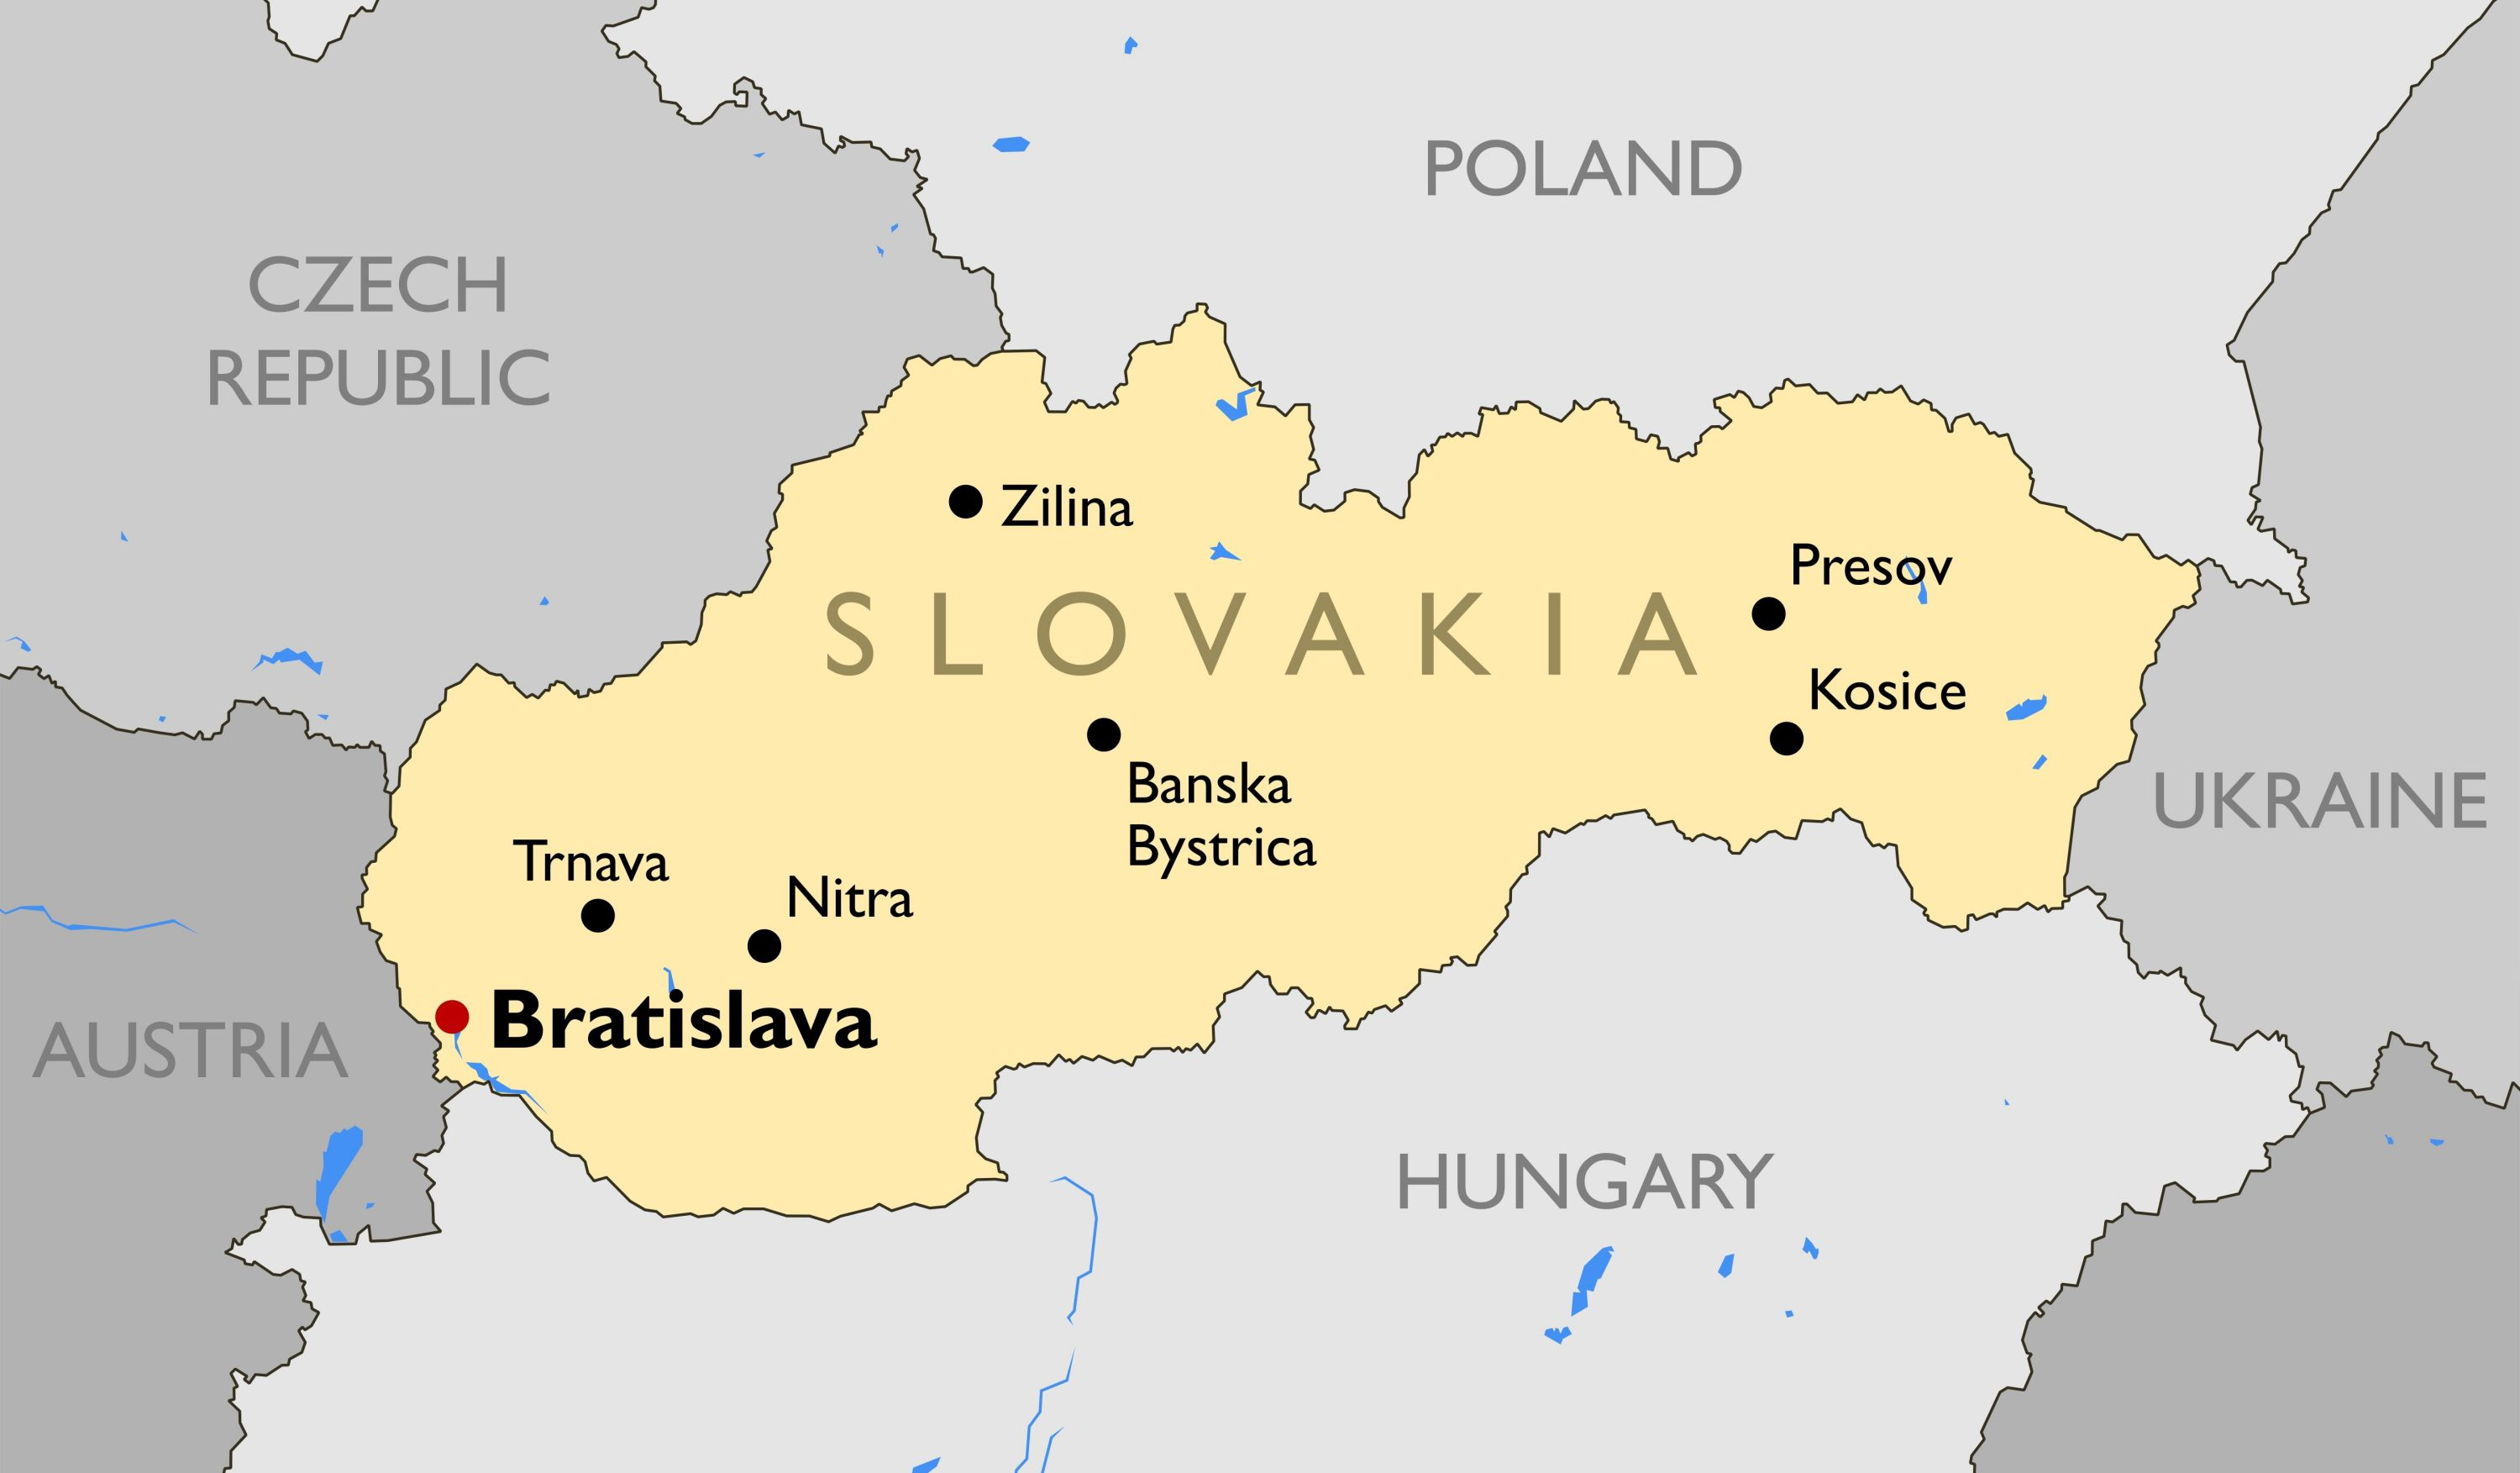 POLAND
CZECH
REPUBLIC
Zilina
Presov
SLOVAKIA
Kosice
Banska
Bystrica
UKRAINE
Trnava
Nitra
Bratislava
AUSTRIA
HUNGARY